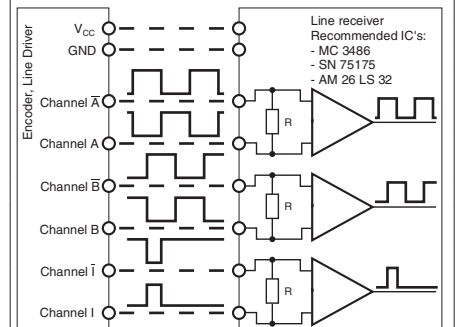 Encoder, Line Driver
V_CC
GND
Channel A̅
Channel A
Channel B̅
Channel B
Channel I̅
Channel I
Line receiver
Recommended IC's:
- MC 3486
- SN 75175
- AM 26 LS 32
R
R
R